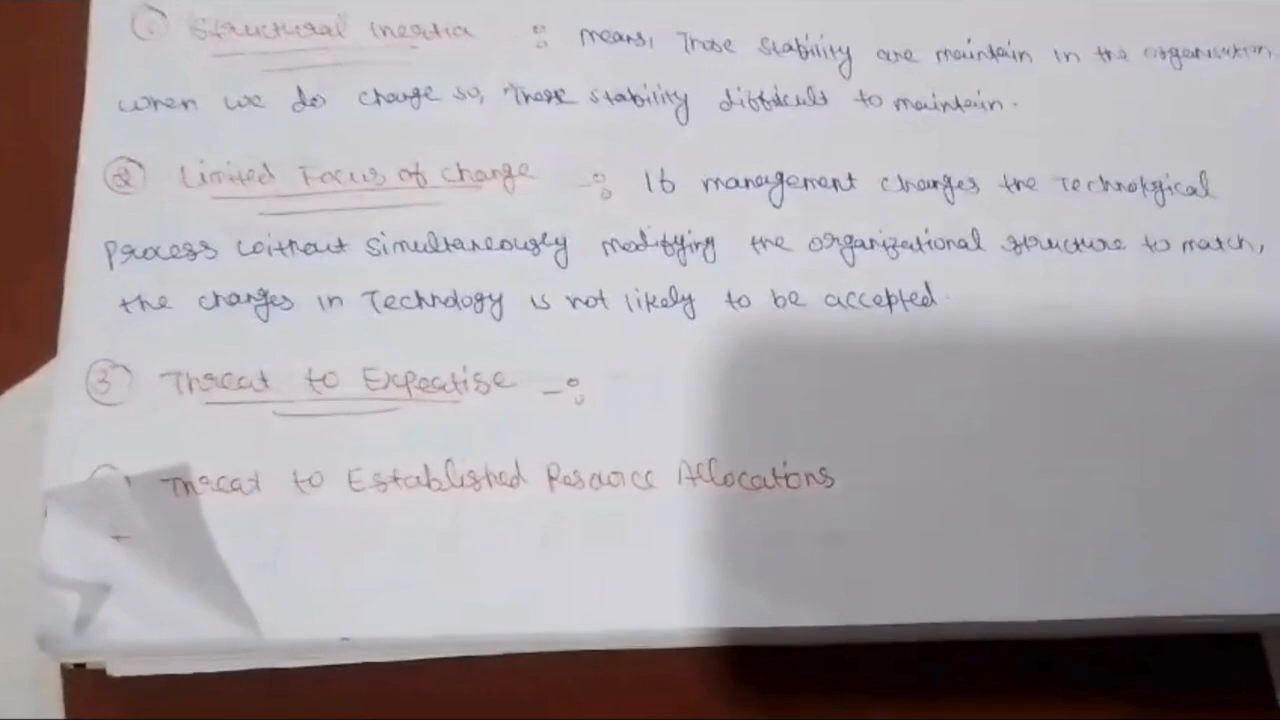 ① Structural Inertia : means, Those stability are maintain in the organisation,
when we do change so, Those stability difficult to maintain.
② Limited Focus of change -: If management changes the Technological
process without simultaneously modifying the organizational structure to match,
the changes in Technology is not likely to be accepted.
③ Threat to Expertise -:
Threat to Established Resource Allocations